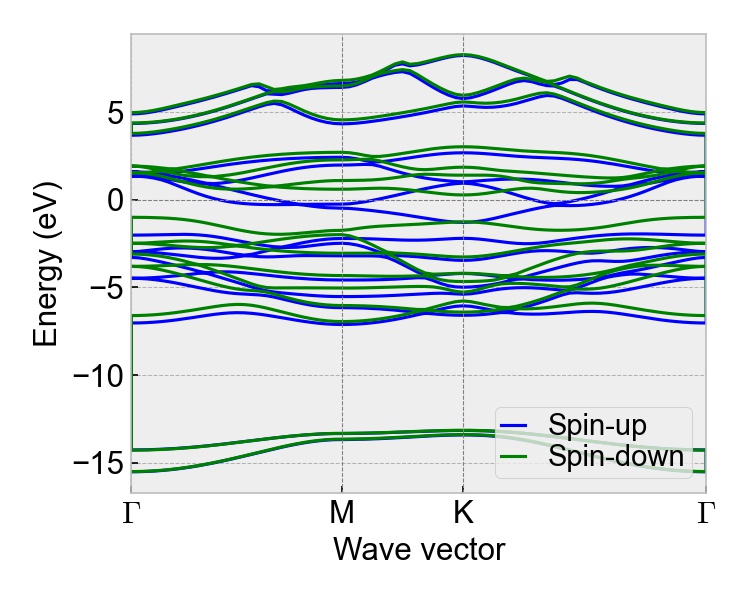 Energy (eV)
5
0
−5
−10
−15
Spin-up
Spin-down
Γ M K Γ
Wave vector